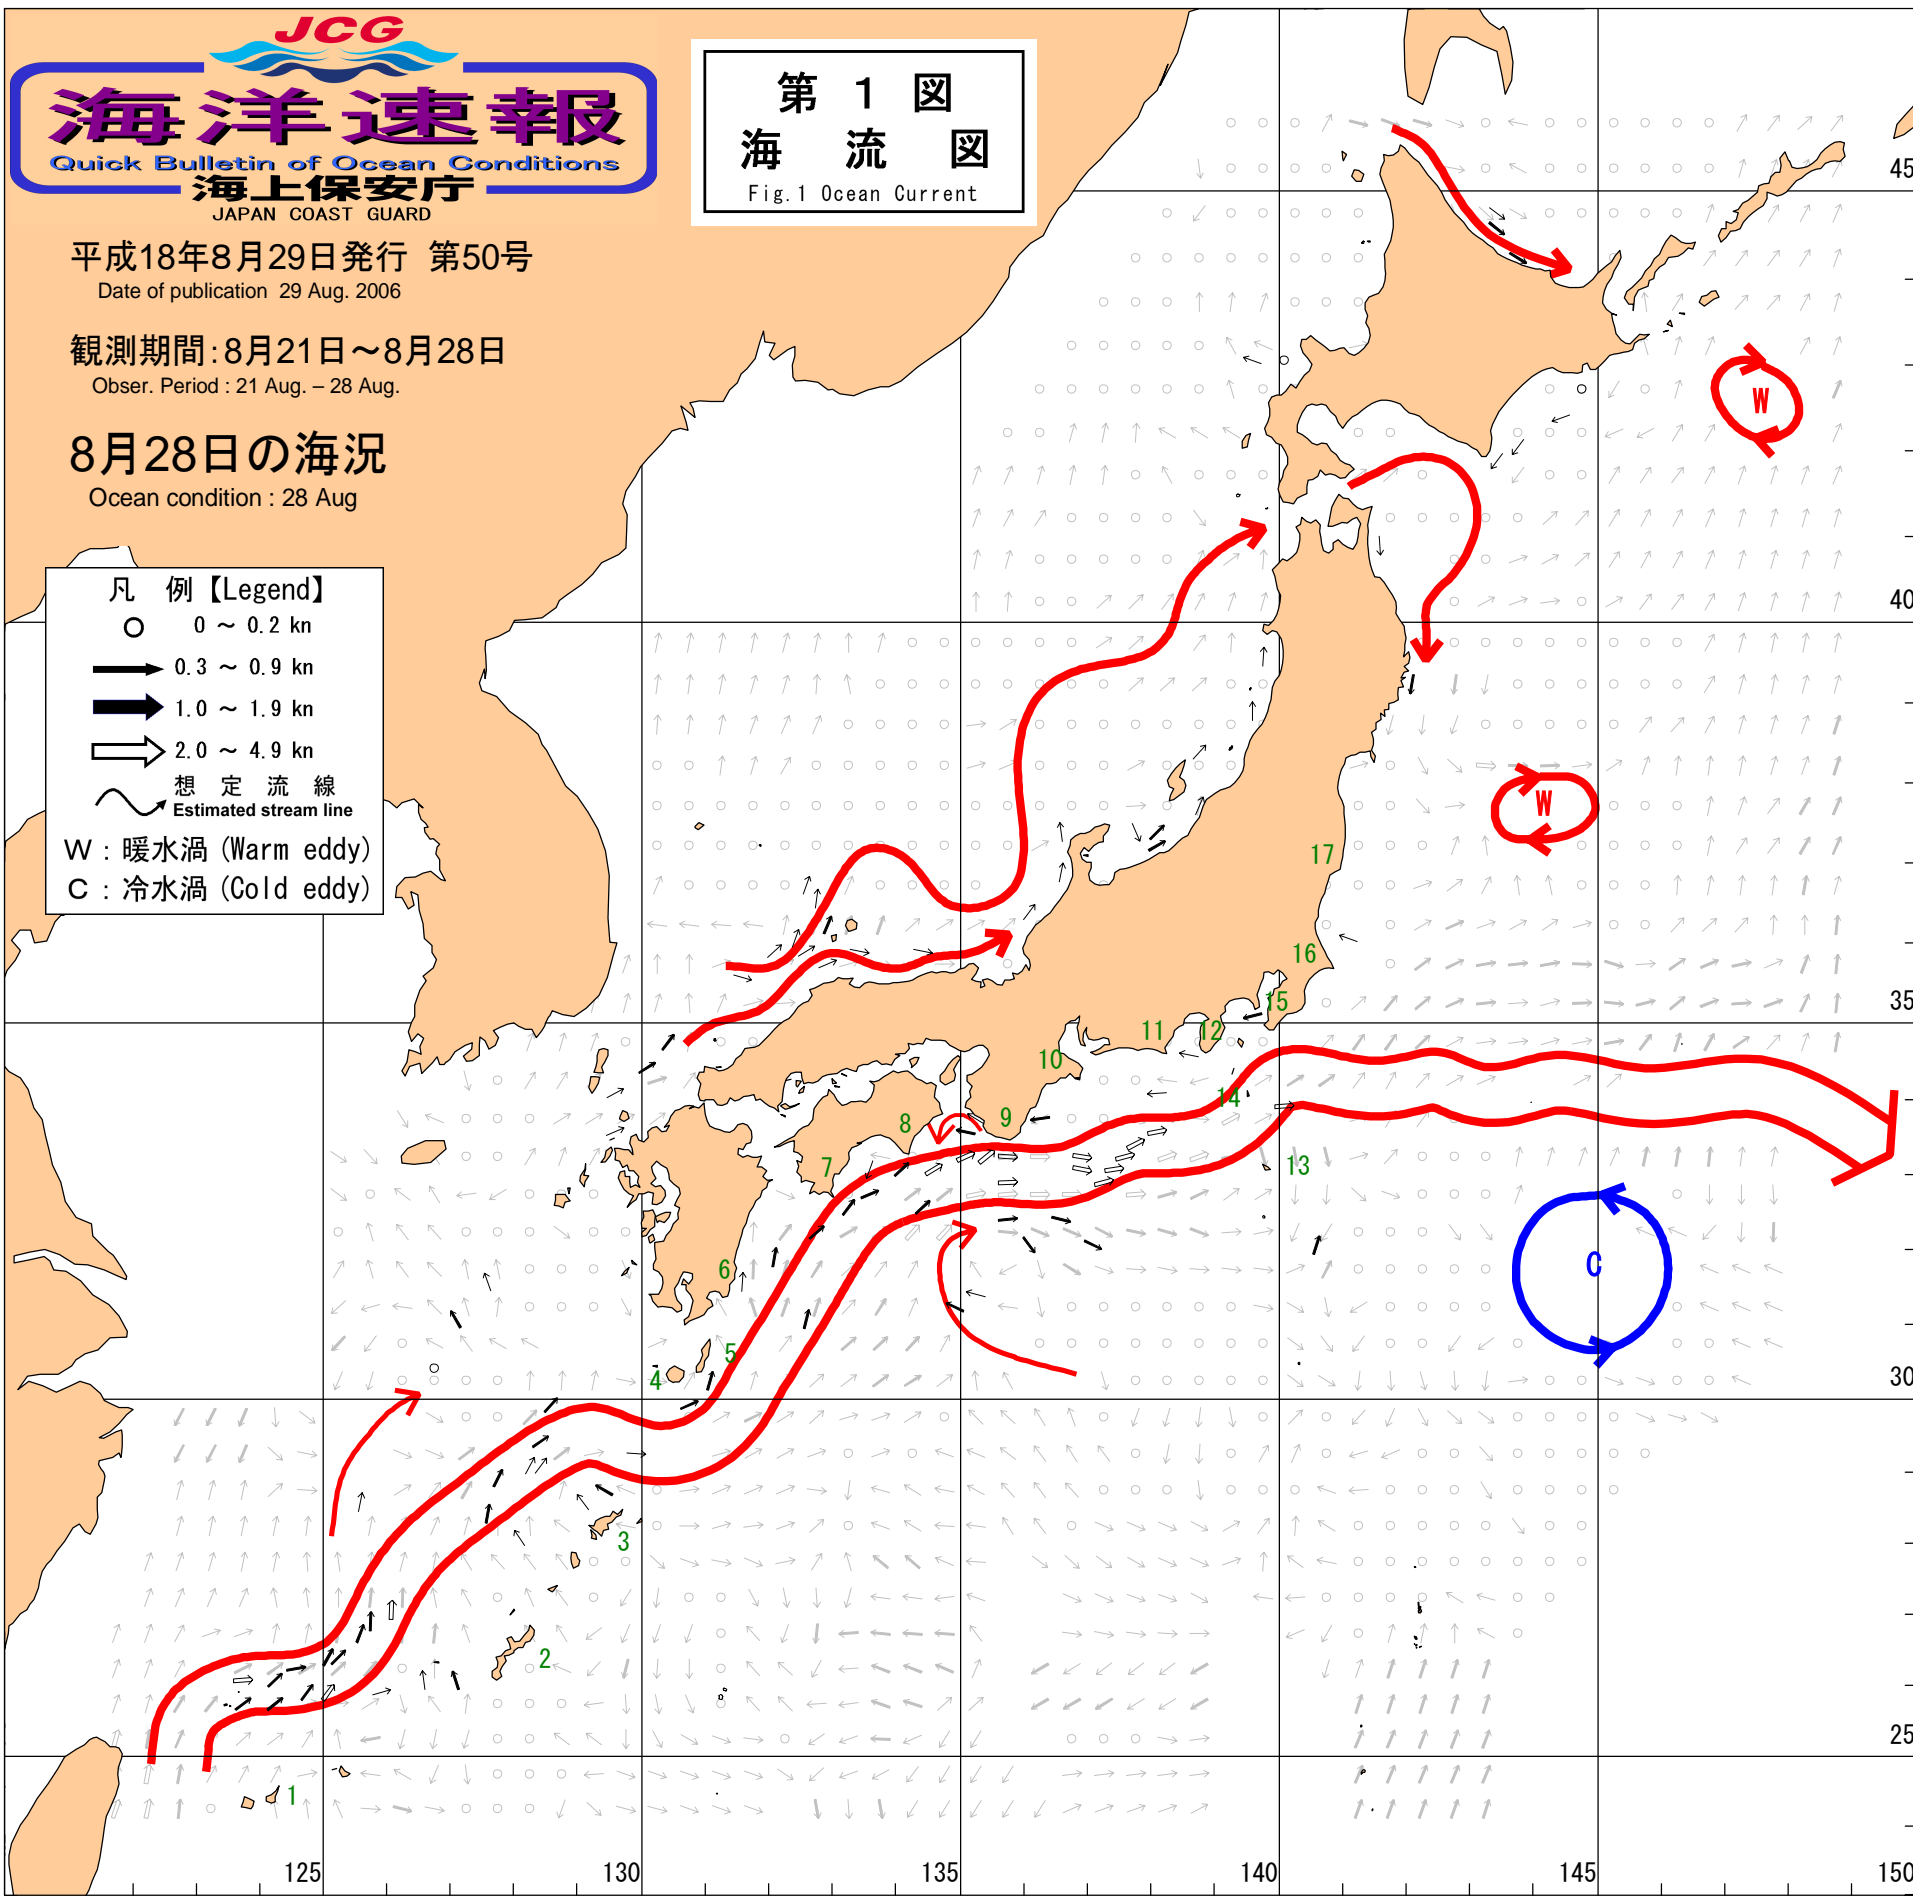 JCG
海洋速報
Quick Bulletin of Ocean Conditions
海上保安庁
JAPAN COAST GUARD
平成18年8月29日発行 第50号
Date of publication 29 Aug. 2006
観測期間:8月21日～8月28日
Obser. Period : 21 Aug. – 28 Aug.
8月28日の海況
Ocean condition : 28 Aug
第 1 図
海 流 図
Fig.1 Ocean Current
凡 例【Legend】
0 ～ 0.2 kn
0.3 ～ 0.9 kn
1.0 ～ 1.9 kn
2.0 ～ 4.9 kn
想 定 流 線
Estimated stream line
W : 暖水渦 (Warm eddy)
C : 冷水渦 (Cold eddy)
45
W
40
W
17
16
15
35
11
12
10
14
9
8
13
7
6
C
5
4
30
3
2
25
1
125
130
135
140
145
150